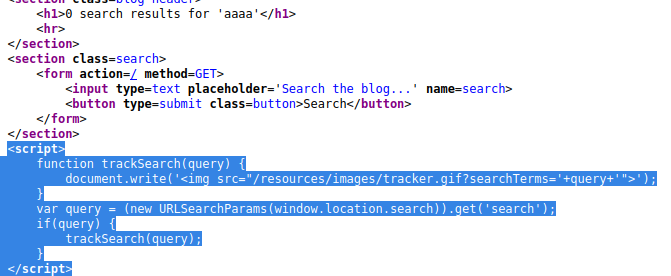 <section class=blog-header>
<h1>0 search results for 'aaaa'</h1>
<hr>
</section>
<section class=search>
<form action=/ method=GET>
<input type=text placeholder='Search the blog...' name=search>
<button type=submit class=button>Search</button>
</form>
</section>
<script>
function trackSearch(query) {
document.write('<img src="/resources/images/tracker.gif?searchTerms='+query+'">');
}
var query = (new URLSearchParams(window.location.search)).get('search');
if(query) {
trackSearch(query);
}
</script>